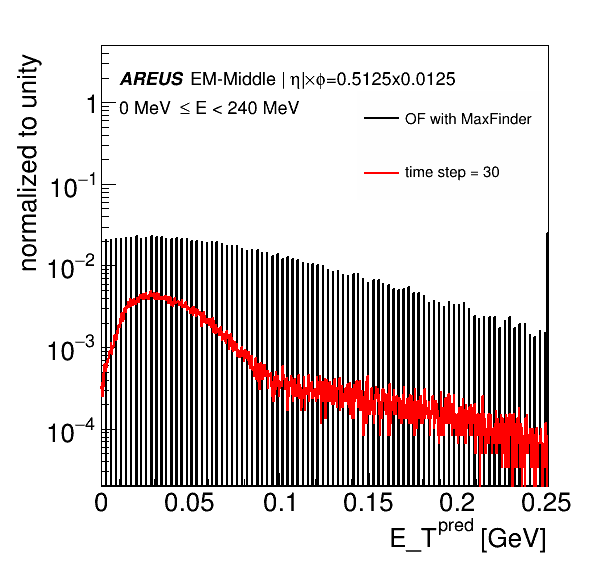 AREUS EM-Middle | η|×ϕ=0.5125x0.0125
0 MeV ≤ E < 240 MeV
OF with MaxFinder
time step = 30
normalized to unity
1
10⁻¹
10⁻²
10⁻³
10⁻⁴
0 0.05 0.1 0.15 0.2 0.25
E_T^pred [GeV]